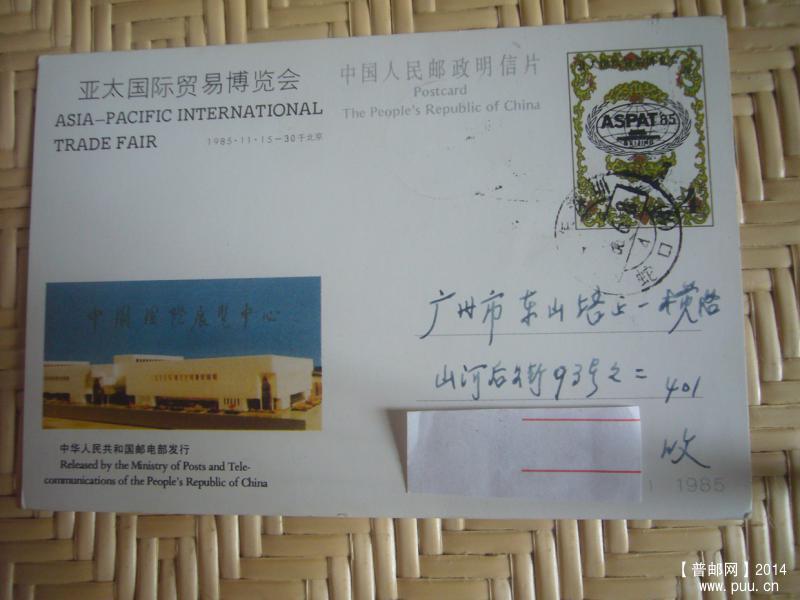 亚太国际贸易博览会
ASIA—PACIFIC INTERNATIONAL
TRADE FAIR
1985·11·15—30于北京
中国人民邮政明信片
Postcard
The People's Republic of China
ASPAT 85
BEIJING
蛇口
中国国际展览中心
广州市东山培正一横路
山河后街93号之二
401
收
中华人民共和国邮电部发行
Released by the Ministry of Posts and Tele-
communications of the People's Republic of China
1985
【普邮网】2014
www.puu.cn